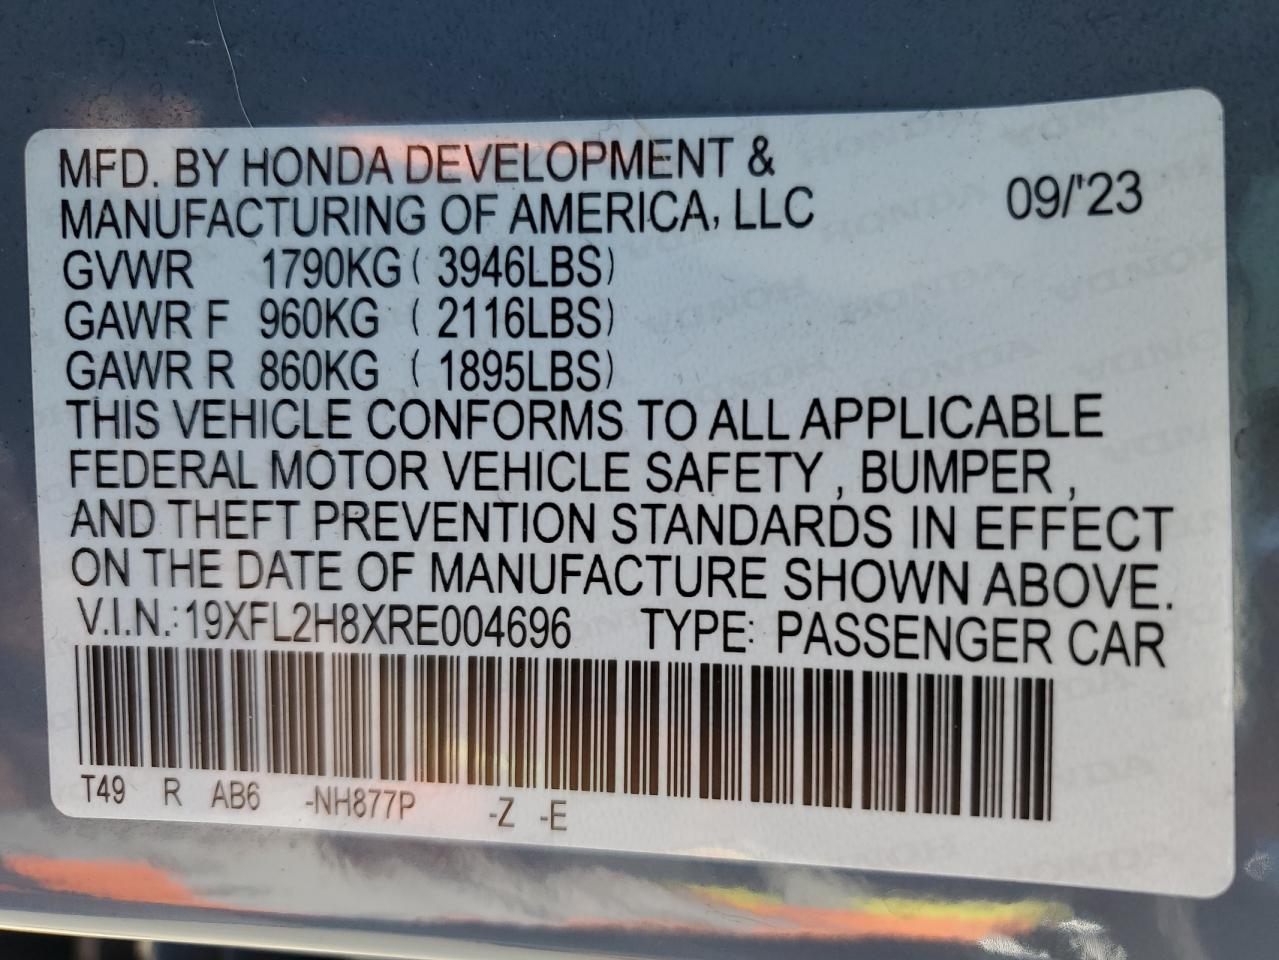 MFD. BY HONDA DEVELOPMENT &
MANUFACTURING OF AMERICA, LLC 09/'23
GVWR 1790KG ( 3946LBS)
GAWR F 960KG ( 2116LBS)
GAWR R 860KG ( 1895LBS)
THIS VEHICLE CONFORMS TO ALL APPLICABLE
FEDERAL MOTOR VEHICLE SAFETY , BUMPER ,
AND THEFT PREVENTION STANDARDS IN EFFECT
ON THE DATE OF MANUFACTURE SHOWN ABOVE.
V.I.N.: 19XFL2H8XRE004696 TYPE: PASSENGER CAR
T49 R AB6 -NH877P -Z -E